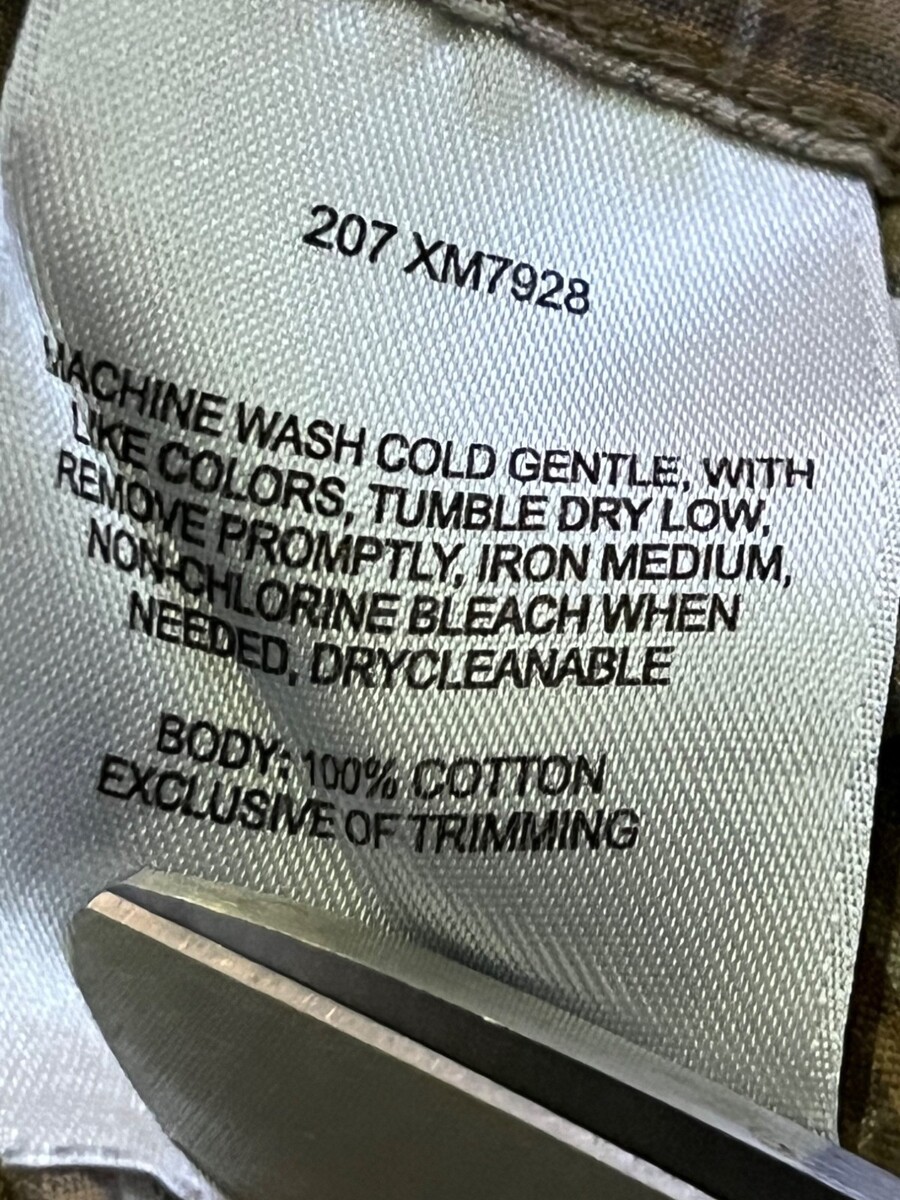 207 XM7928
MACHINE WASH COLD GENTLE, WITH
LIKE COLORS, TUMBLE DRY LOW,
REMOVE PROMPTLY, IRON MEDIUM,
NON-CHLORINE BLEACH WHEN
NEEDED, DRYCLEANABLE
BODY: 100% COTTON
EXCLUSIVE OF TRIMMING